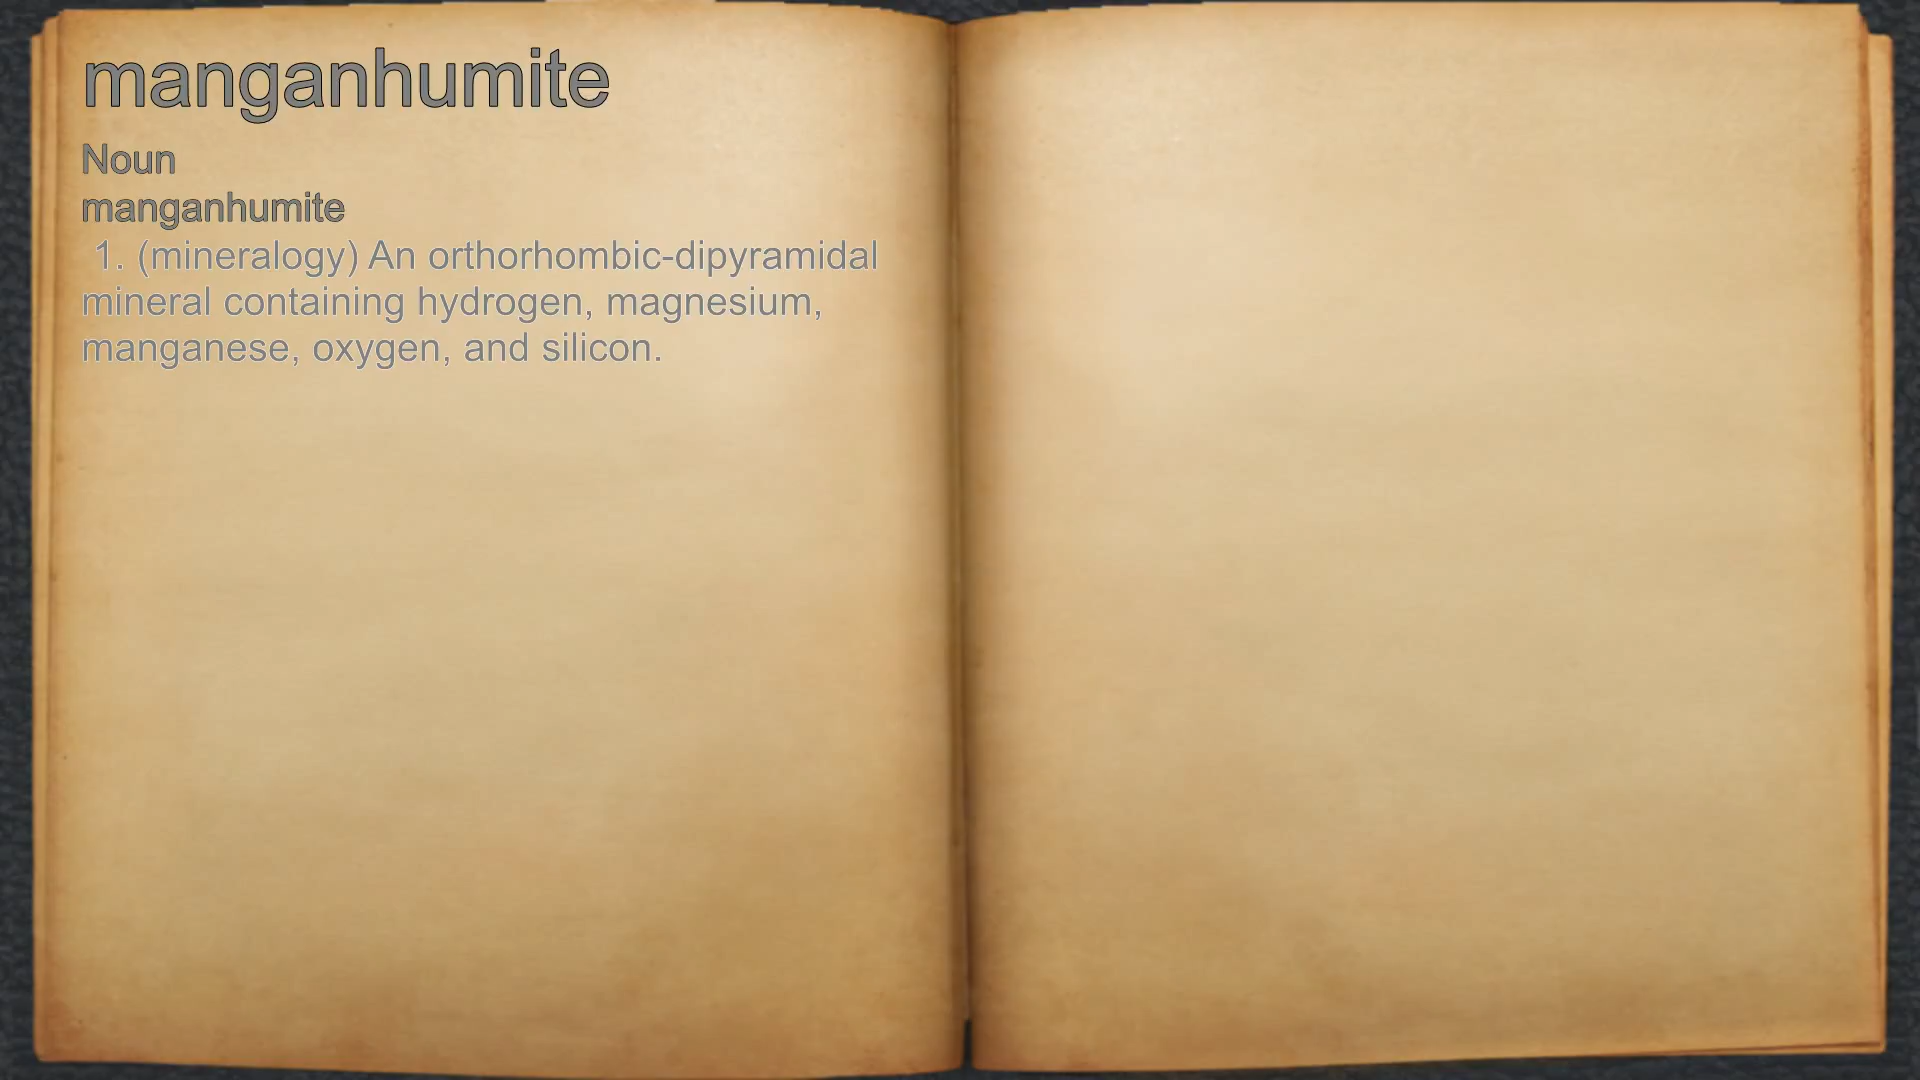 manganhumite
Noun
manganhumite
1. (mineralogy) An orthorhombic-dipyramidal
mineral containing hydrogen, magnesium,
manganese, oxygen, and silicon.